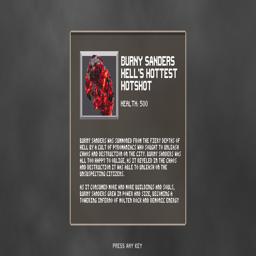 BURNY SANDERS
HELL'S HOTTEST
HOTSHOT
HEALTH: 500
BURNY SANDERS WAS SUMMONED FROM THE FIERY DEPTHS OF
HELL BY A CULT OF PYROMANIACS WHO SOUGHT TO UNLEASH
CHAOS AND DESTRUCTION ON THE CITY. BURNY SANDERS WAS
ALL TOO HAPPY TO OBLIGE, AS IT REVELED IN THE CHAOS
AND DESTRUCTION IT WAS ABLE TO UNLEASH ON THE
UNSUSPECTING CITIZENS.
AS IT CONSUMED MORE AND MORE BUILDINGS AND SOULS,
BURNY SANDERS GREW IN POWER AND SIZE, BECOMING A
TOWERING INFERNO OF MOLTEN ROCK AND DEMONIC ENERGY
PRESS ANY KEY